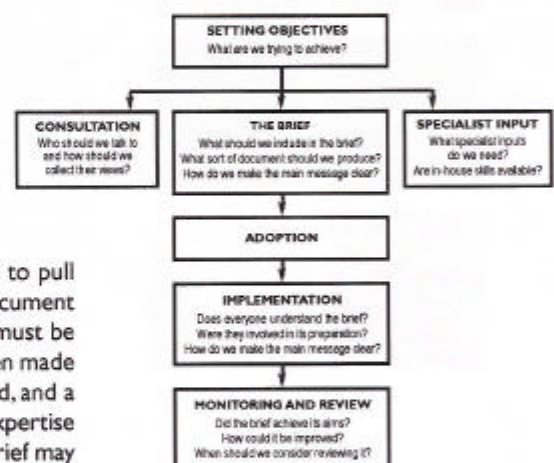 SETTING OBJECTIVES
What are we trying to achieve?
CONSULTATION
Who should we talk to
and how should we
collect their views?
THE BRIEF
What should we include in the brief?
What sort of document should we produce?
How do we make the main message clear?
SPECIALIST INPUT
What specialist inputs
do we need?
Are in-house skills available?
ADOPTION
IMPLEMENTATION
Does everyone understand the brief?
Were they involved in its preparation?
How do we make the main message clear?
MONITORING AND REVIEW
Did the brief achieve its aims?
How could it be improved?
When should we consider reviewing it?
to pull
must be
made
and a
rief may